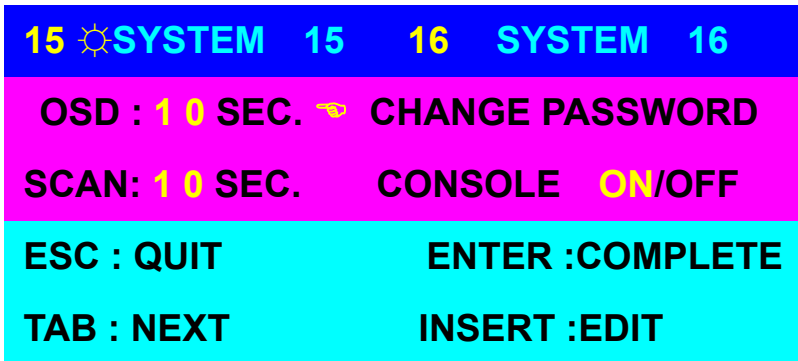 15 ☼SYSTEM 15 16 SYSTEM 16
OSD : 1 0 SEC. ☜ CHANGE PASSWORD
SCAN: 1 0 SEC. CONSOLE ON/OFF
ESC : QUIT ENTER :COMPLETE
TAB : NEXT INSERT :EDIT